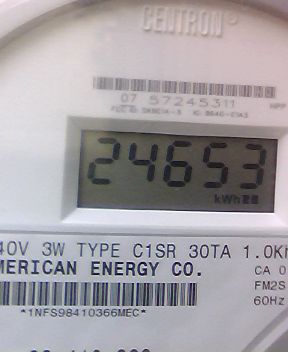 CENTRON®
07 57245311
24653
kWh
40V 3W TYPE C1SR 30TA 1.0K
MERICAN ENERGY CO.
CA 0
FM2S
60Hz
*1NFS98410366MEC*